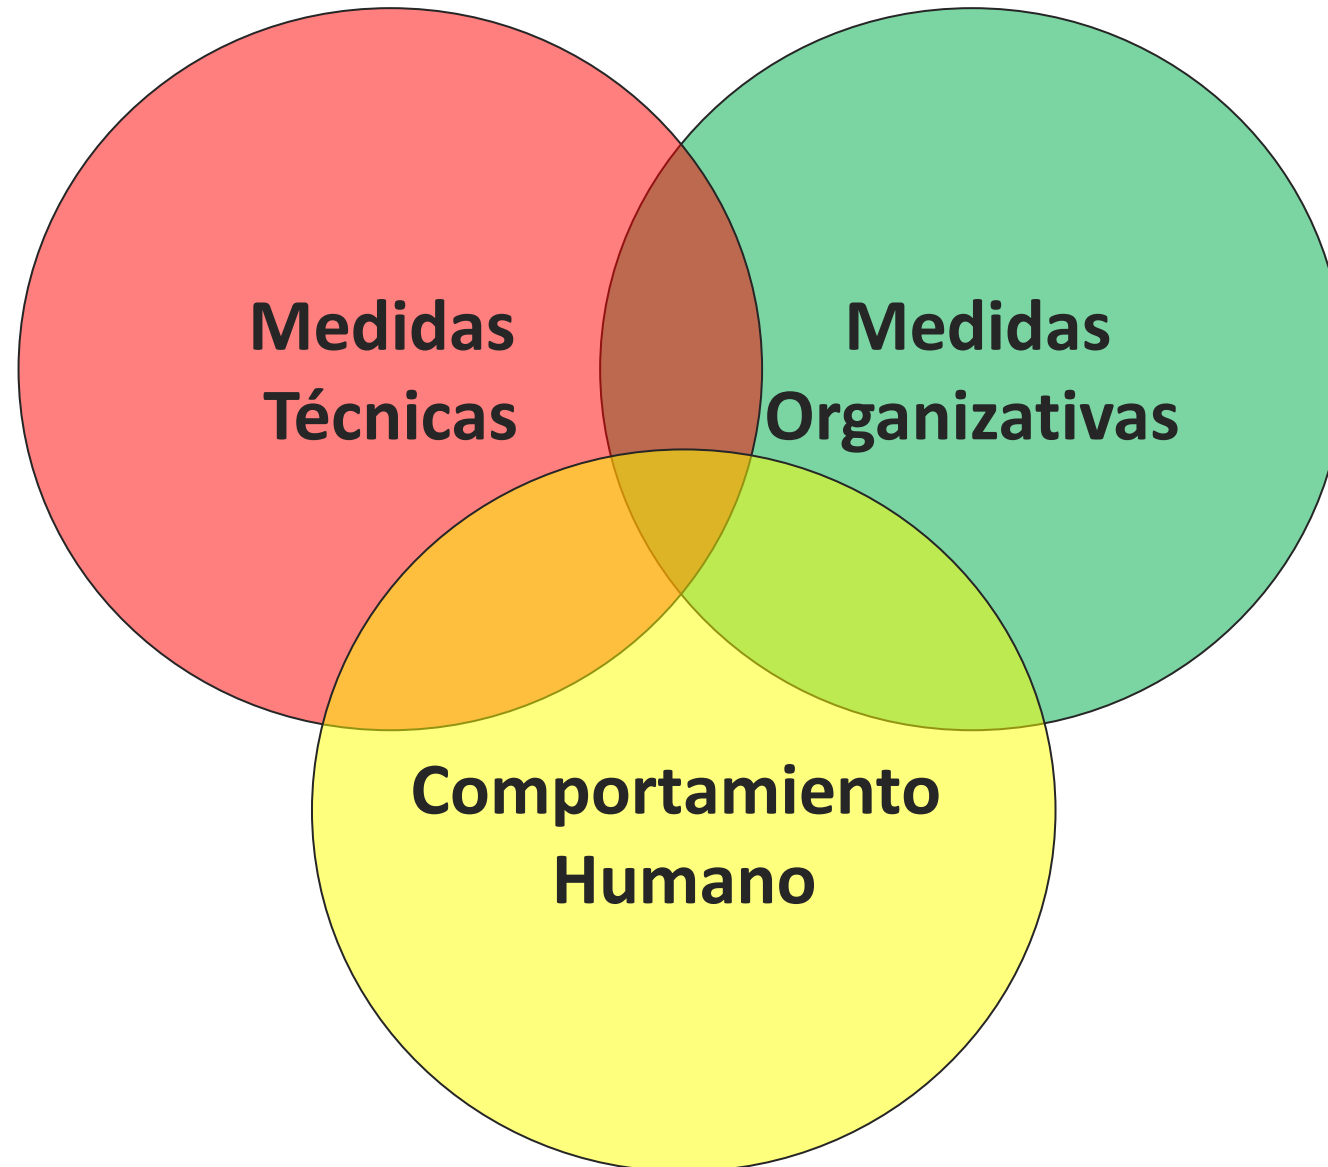 Medidas
Técnicas
Medidas
Organizativas
Comportamiento
Humano